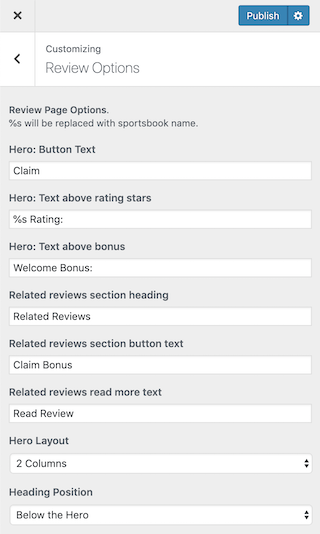 Publish
Customizing
Review Options
Review Page Options.
%s will be replaced with sportsbook name.
Hero: Button Text
Claim
Hero: Text above rating stars
%s Rating:
Hero: Text above bonus
Welcome Bonus:
Related reviews section heading
Related Reviews
Related reviews section button text
Claim Bonus
Related reviews read more text
Read Review
Hero Layout
2 Columns
Heading Position
Below the Hero